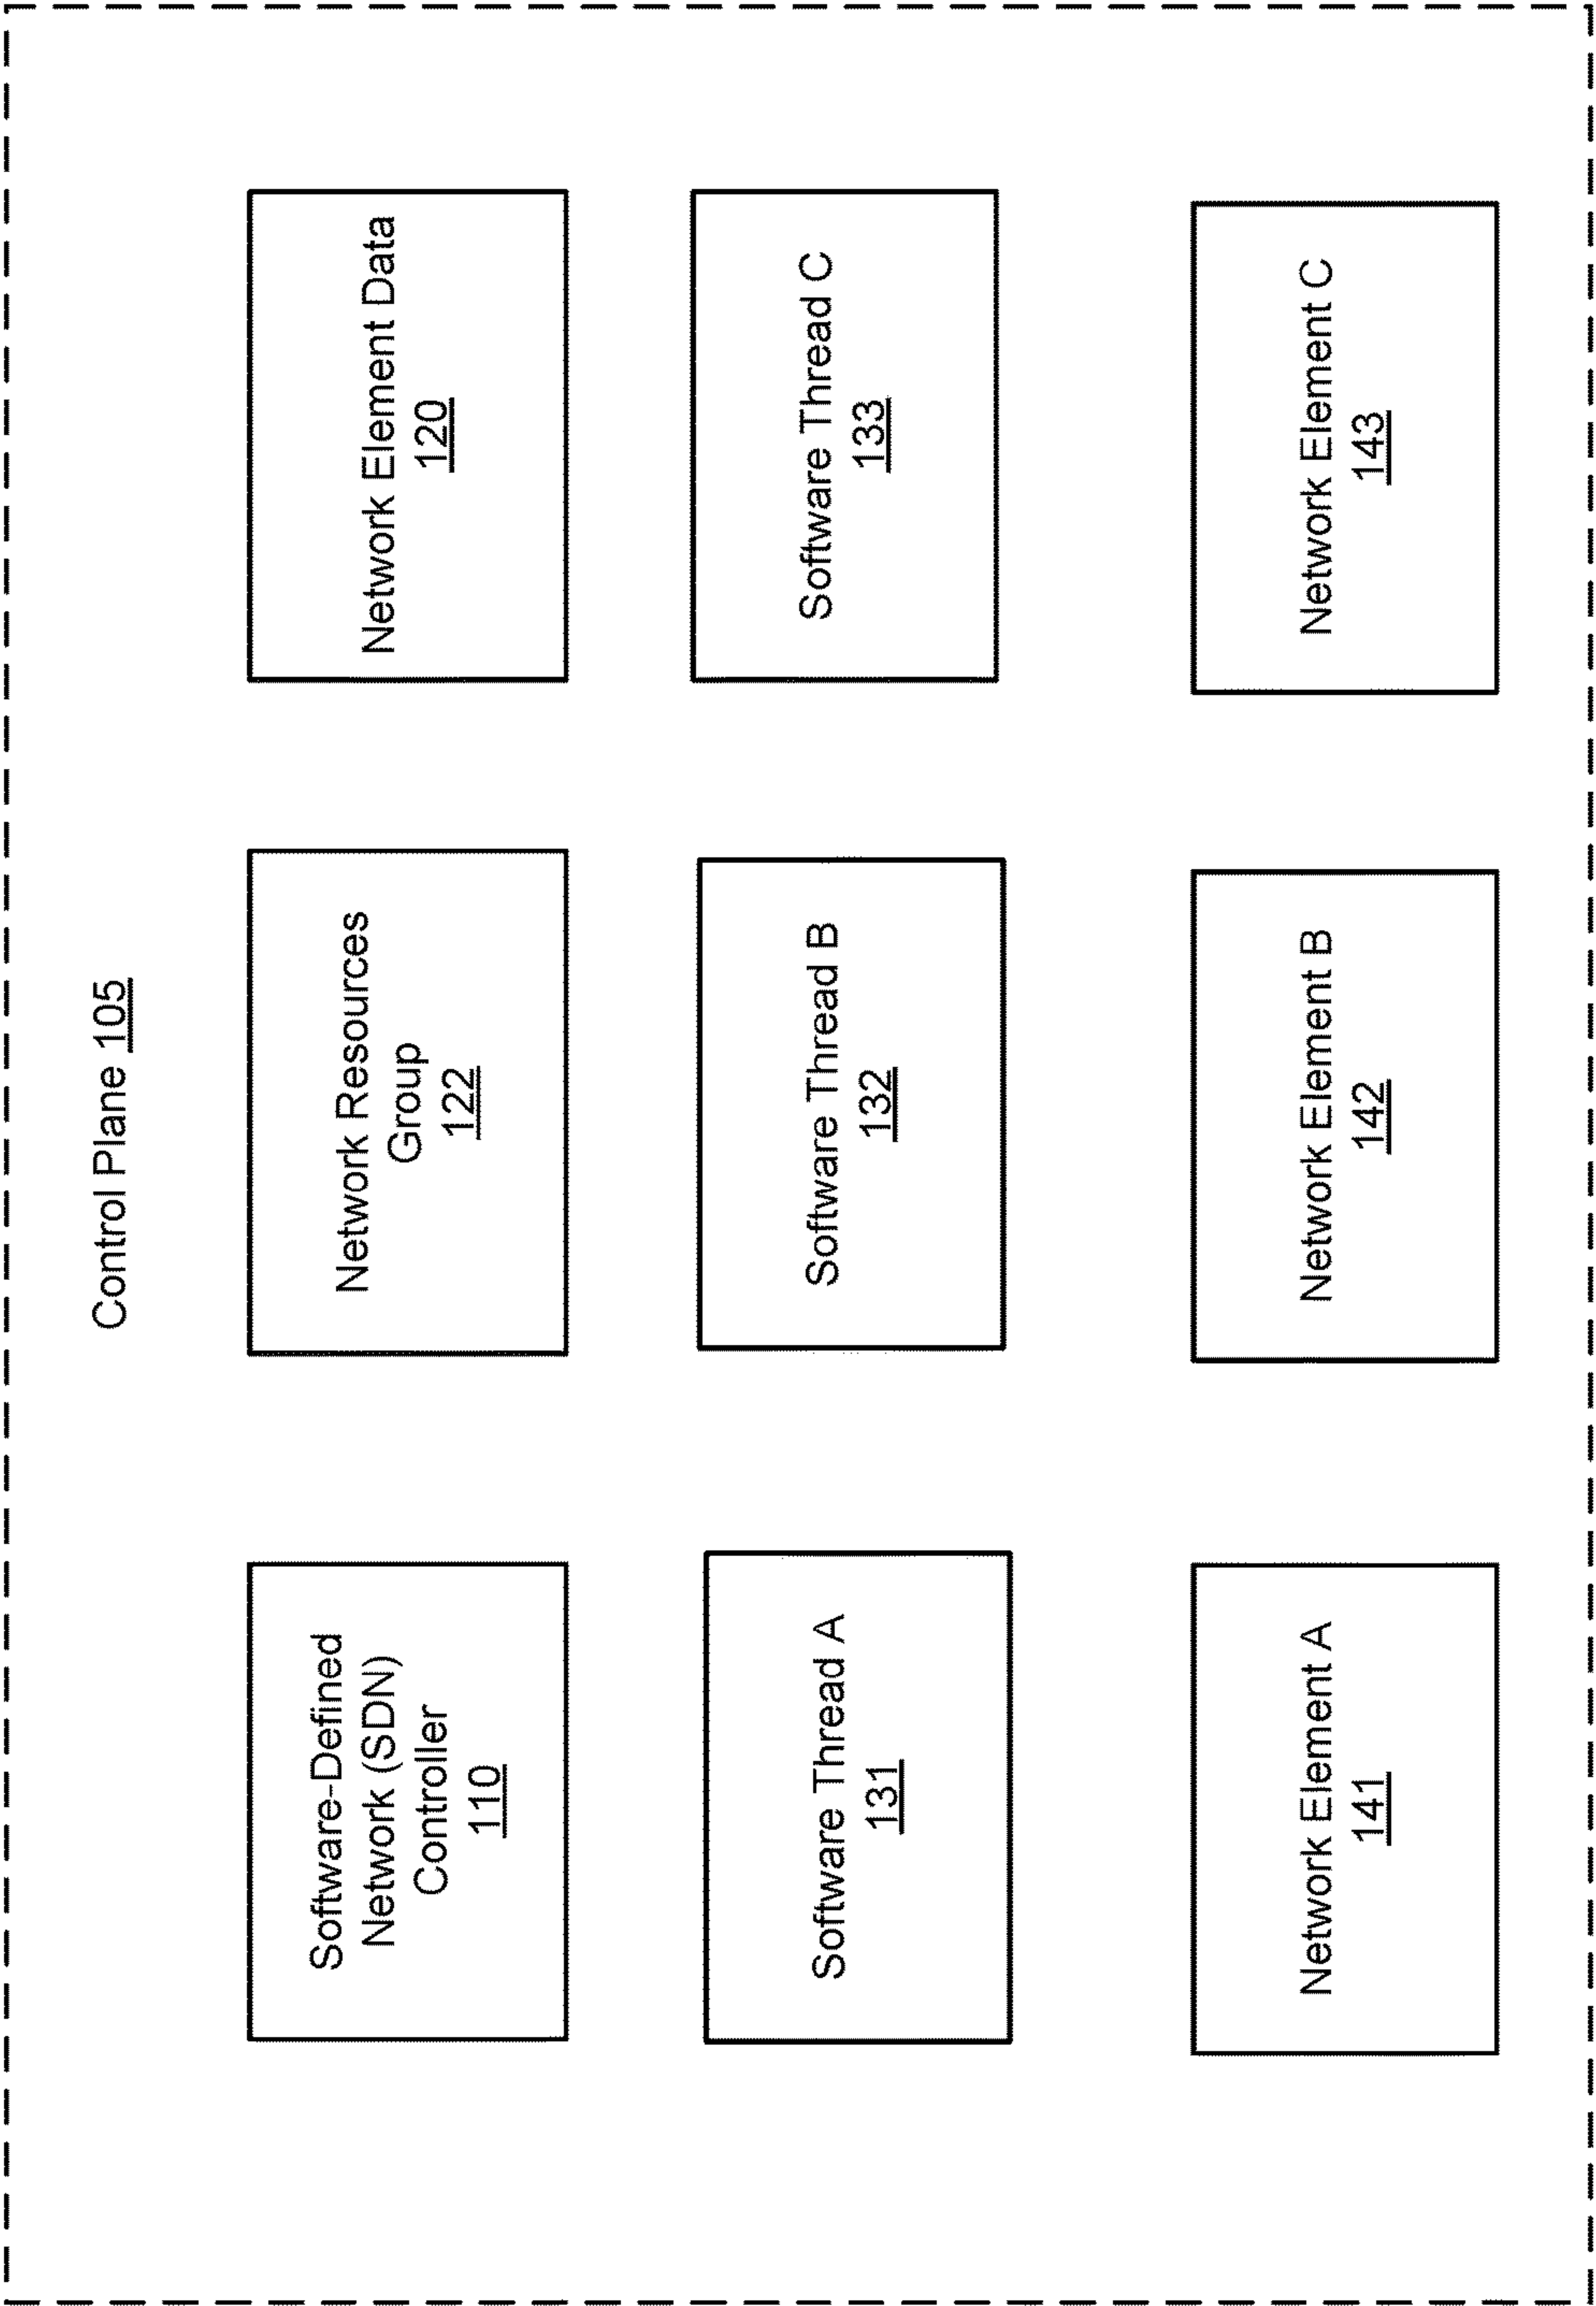 Control Plane 105
Software-Defined
Network (SDN)
Controller
110
Network Resources
Group
122
Network Element Data
120
Software Thread A
131
Software Thread B
132
Software Thread C
133
Network Element A
141
Network Element B
142
Network Element C
143